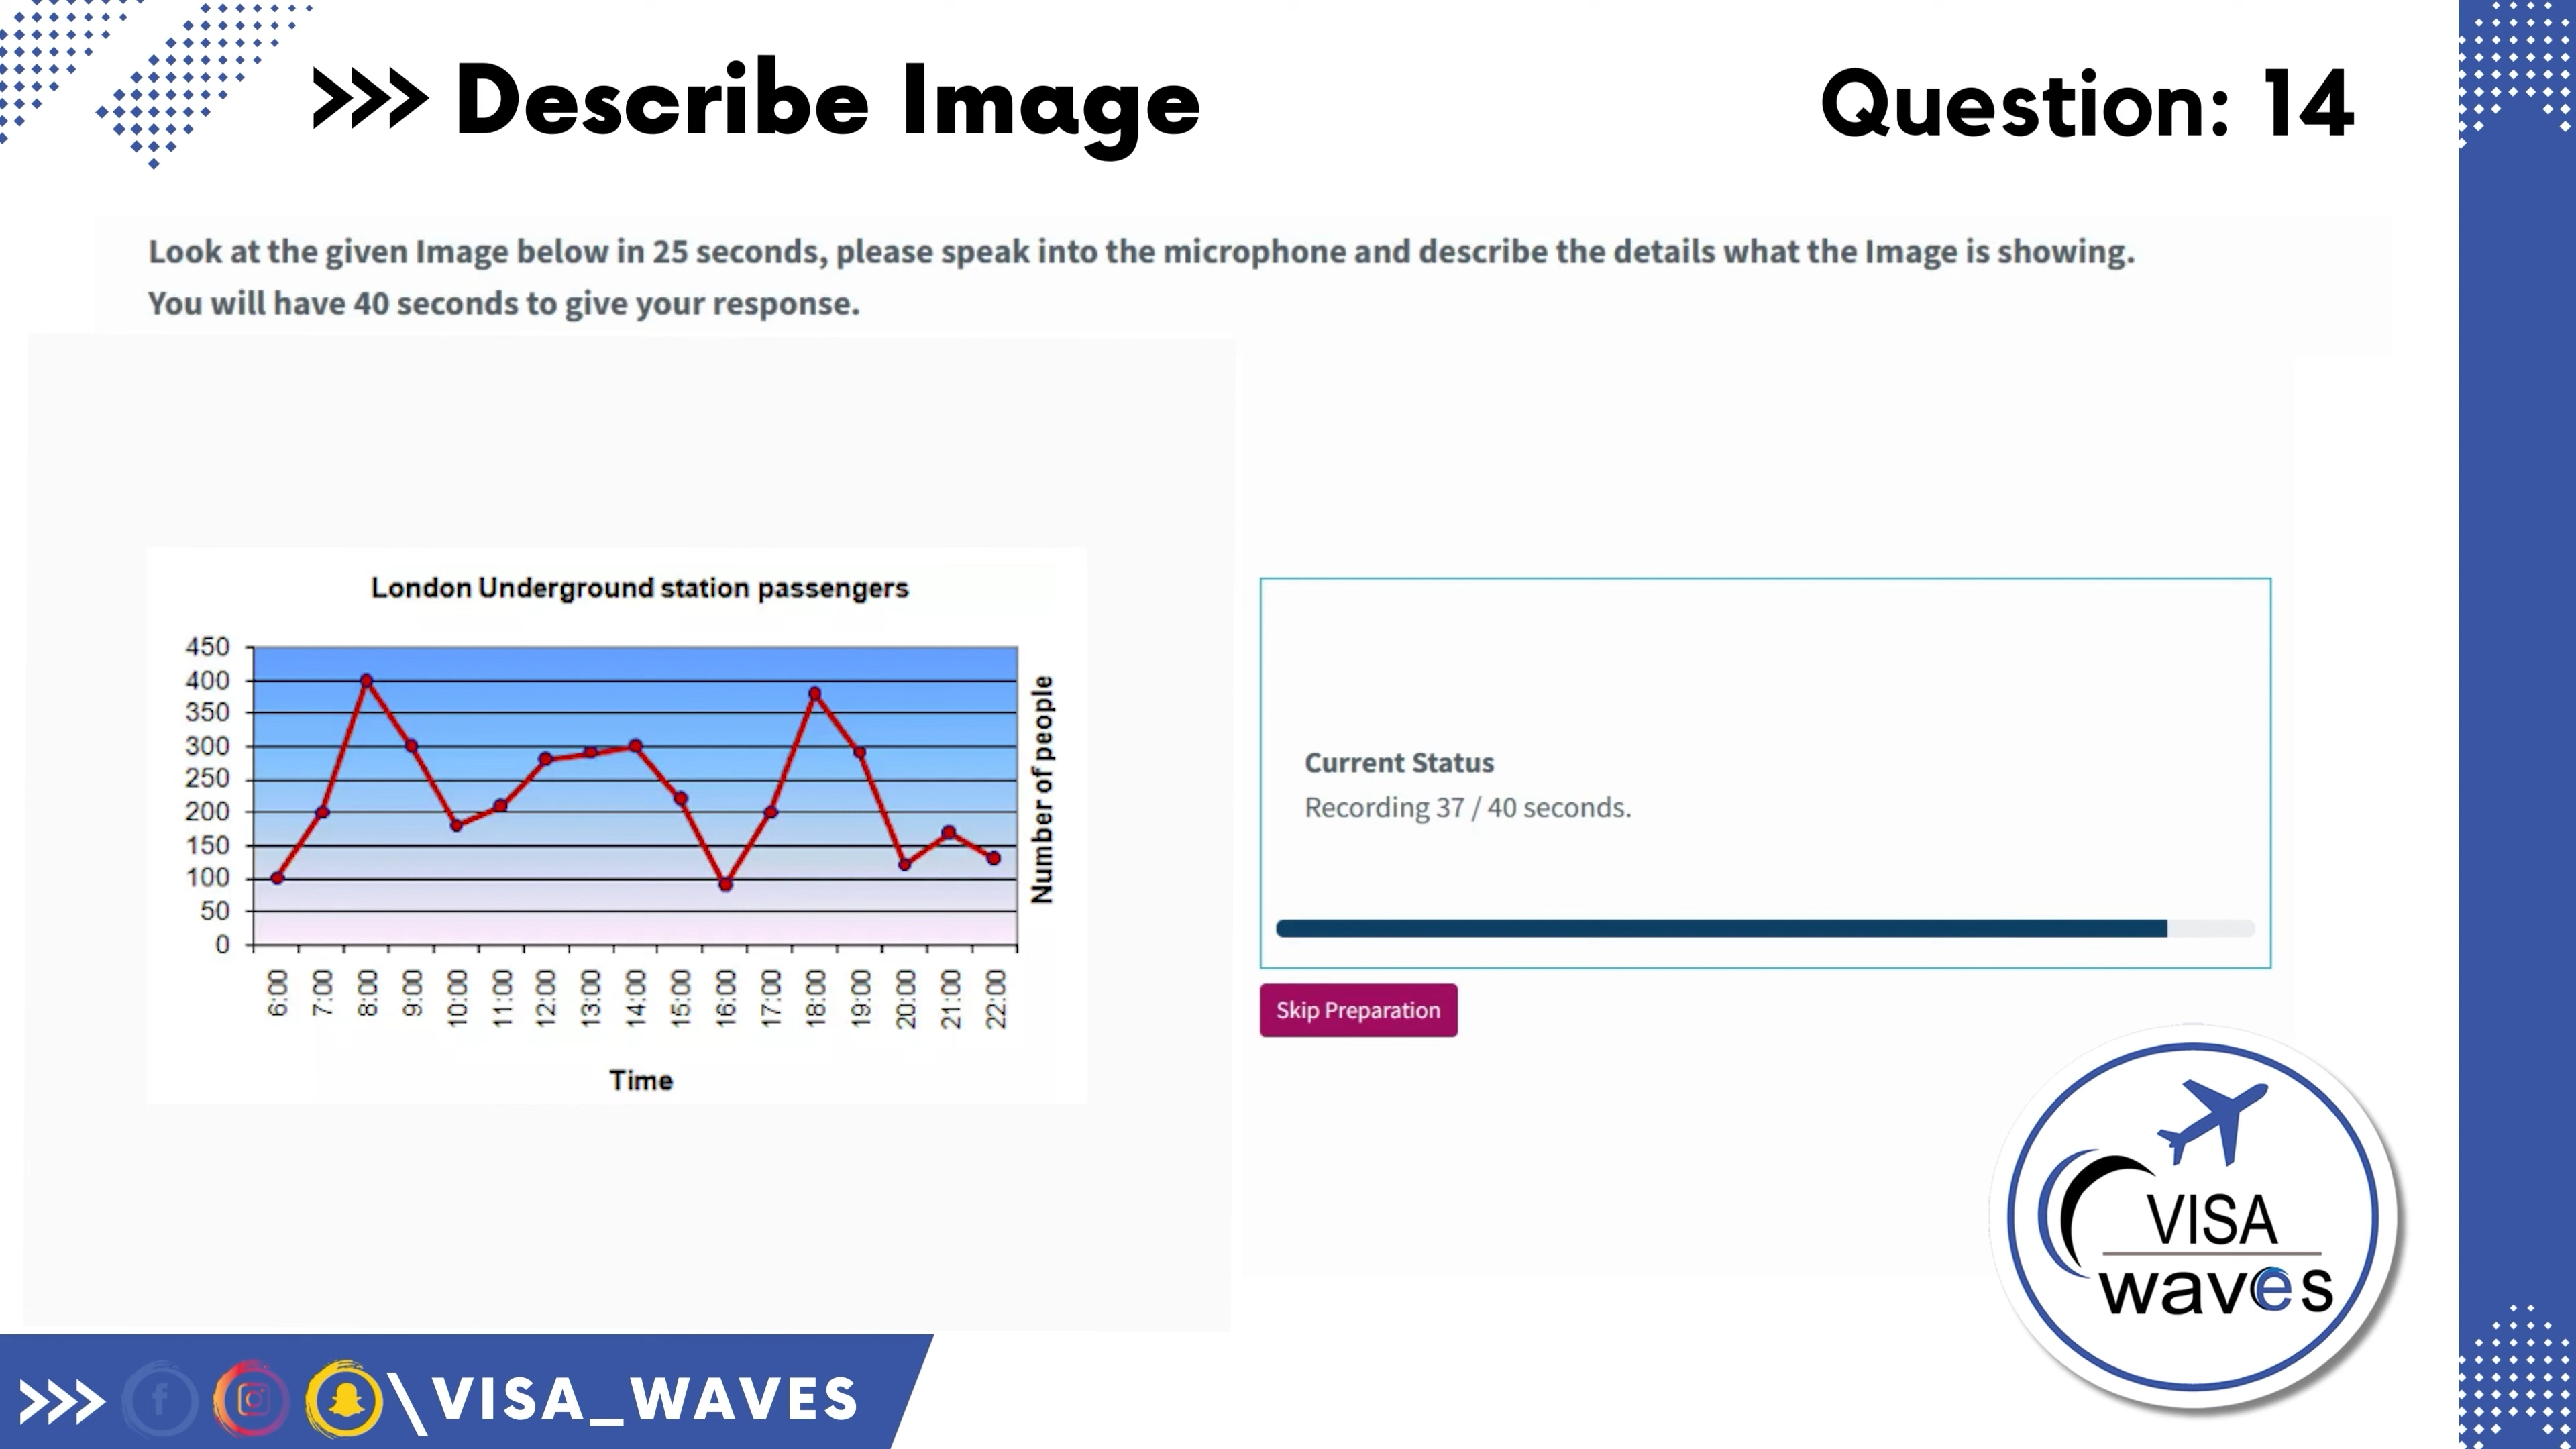 >>> Describe Image
Question: 14
Look at the given Image below in 25 seconds, please speak into the microphone and describe the details what the Image is showing.
You will have 40 seconds to give your response.
London Underground station passengers
450
400
350
300
250
200
150
100
50
0
Number of people
6:00
7:00
8:00
9:00
10:00
11:00
12:00
13:00
14:00
15:00
16:00
17:00
18:00
19:00
20:00
21:00
22:00
Time
Current Status
Recording 37 / 40 seconds.
Skip Preparation
VISA
waves
>>> \VISA_WAVES